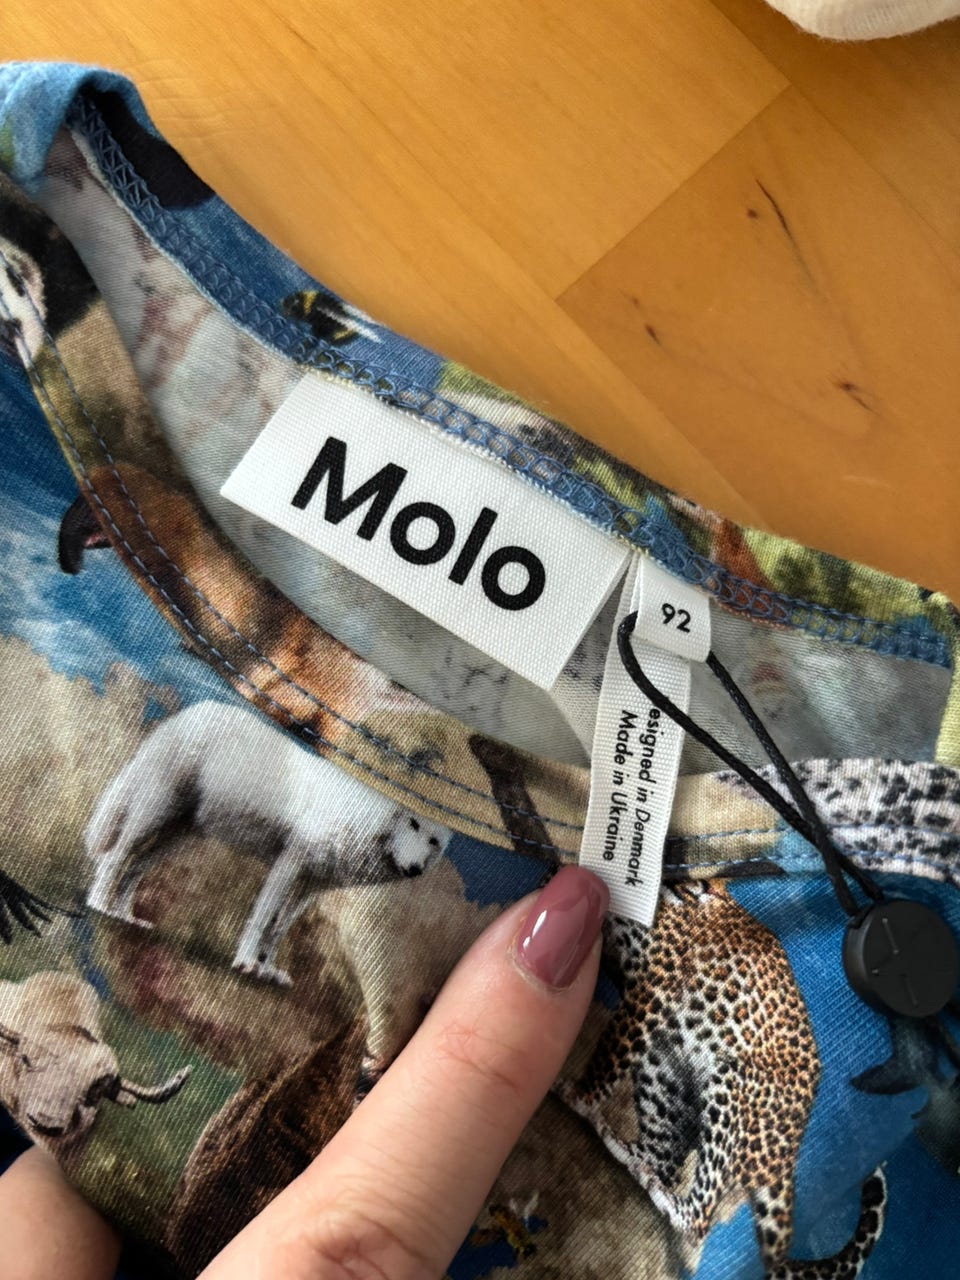 Molo
92
esigned in Denmark
Made in Ukraine